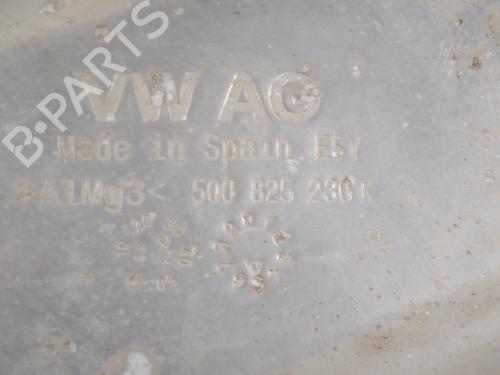 B-PARTS
VW AG
Made in Spain ESY
>AlMg3< 5Q0 825 230